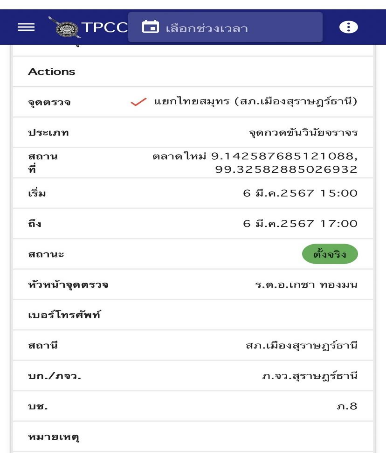 TPCC เลือกช่วงเวลา
Actions
จุดตรวจ แยกไทยสมุทร (สภ.เมืองสุราษฎร์ธานี)
ประเภท จุดกวดขันวินัยจราจร
สถานที่ ตลาดใหม่ 9.142587685121088,
99.32582885026932
เริ่ม 6 มี.ค.2567 15:00
ถึง 6 มี.ค.2567 17:00
สถานะ ตั้งจริง
หัวหน้าจุดตรวจ ร.ต.อ.เกชา ทองมน
เบอร์โทรศัพท์
สถานี สภ.เมืองสุราษฎร์ธานี
บก./ภจว. ภ.จว.สุราษฎร์ธานี
บช. ภ.8
หมายเหตุ